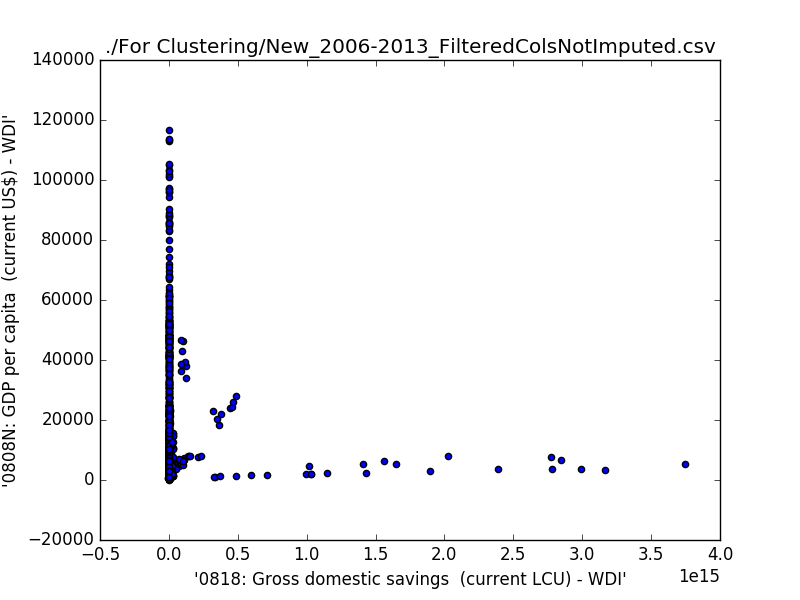 ./For Clustering/New_2006-2013_FilteredColsNotImputed.csv
140000
120000
100000
80000
60000
40000
20000
0
−20000
'0808N: GDP per capita  (current US$) - WDI'
−0.5 0.0 0.5 1.0 1.5 2.0 2.5 3.0 3.5 4.0
1e15
'0818: Gross domestic savings  (current LCU) - WDI'